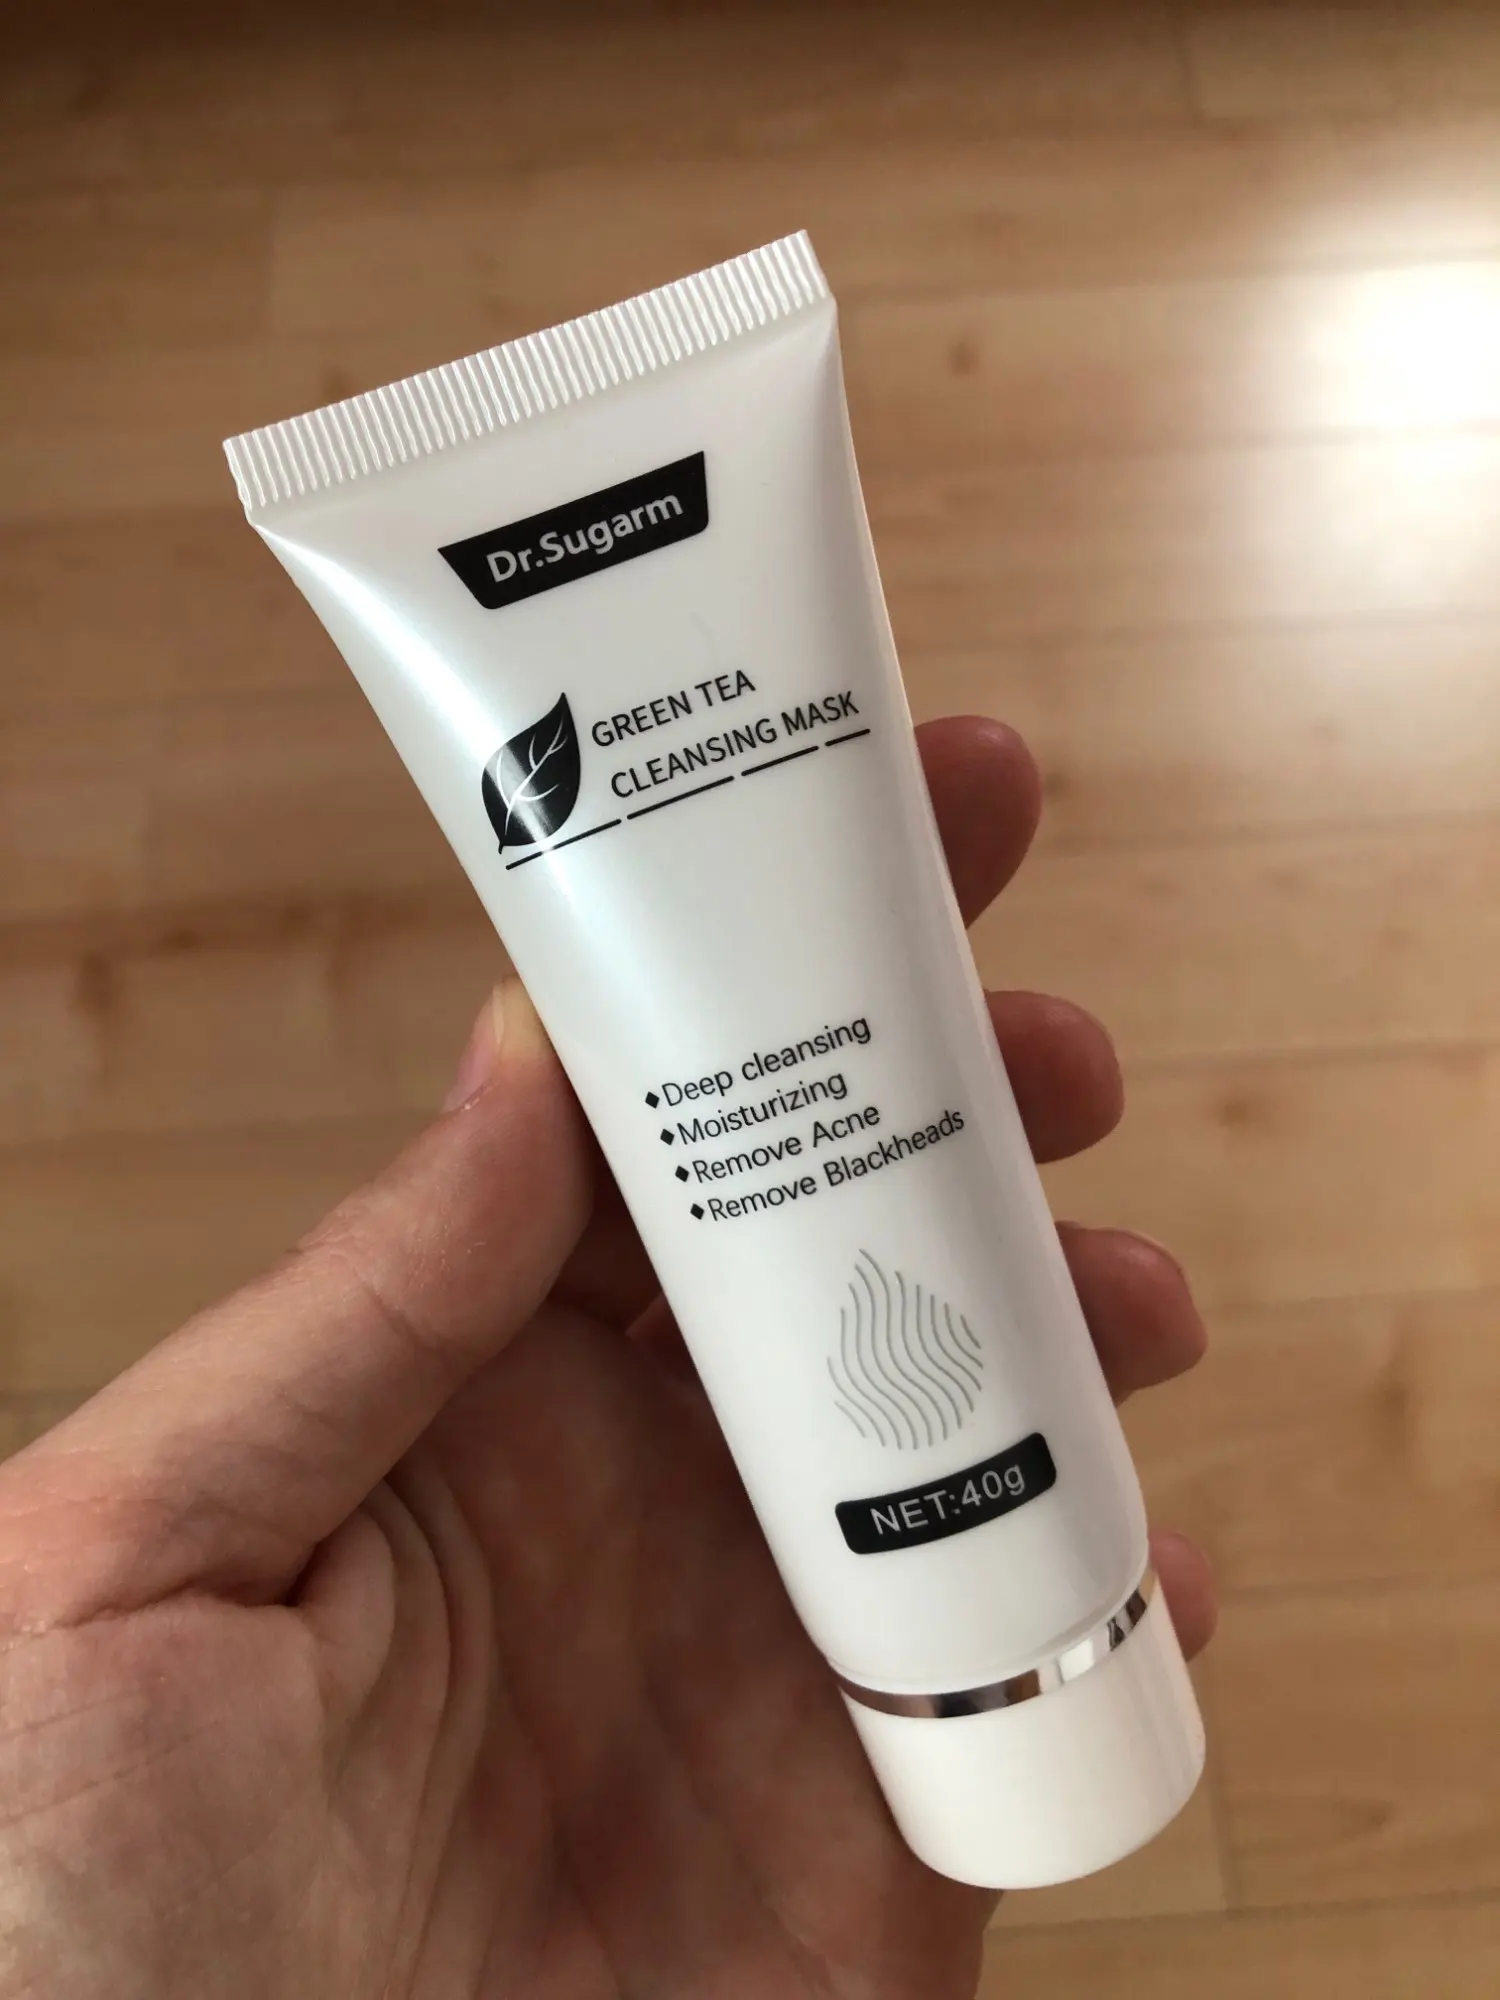 Dr.Sugarm
GREEN TEA
CLEANSING MASK
◆Deep cleansing
◆Moisturizing
◆Remove Acne
◆Remove Blackheads
NET:40g